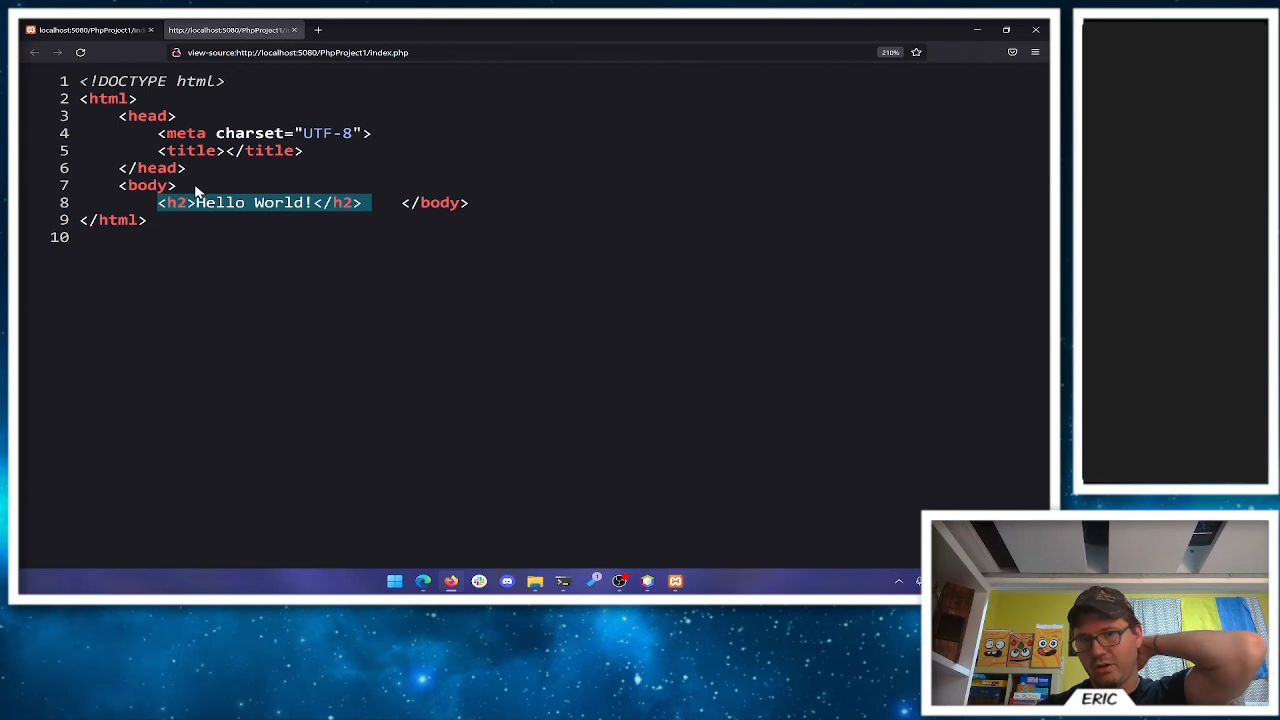 localhost:5080/PhpProject1/ind
http://localhost:5080/PhpProject1/i
view-source:http://localhost:5080/PhpProject1/index.php
210%
1 <!DOCTYPE html>
2 <html>
3 <head>
4 <meta charset="UTF-8">
5 <title></title>
6 </head>
7 <body>
8 <h2>Hello World!</h2> </body>
9 </html>
10
ERIC